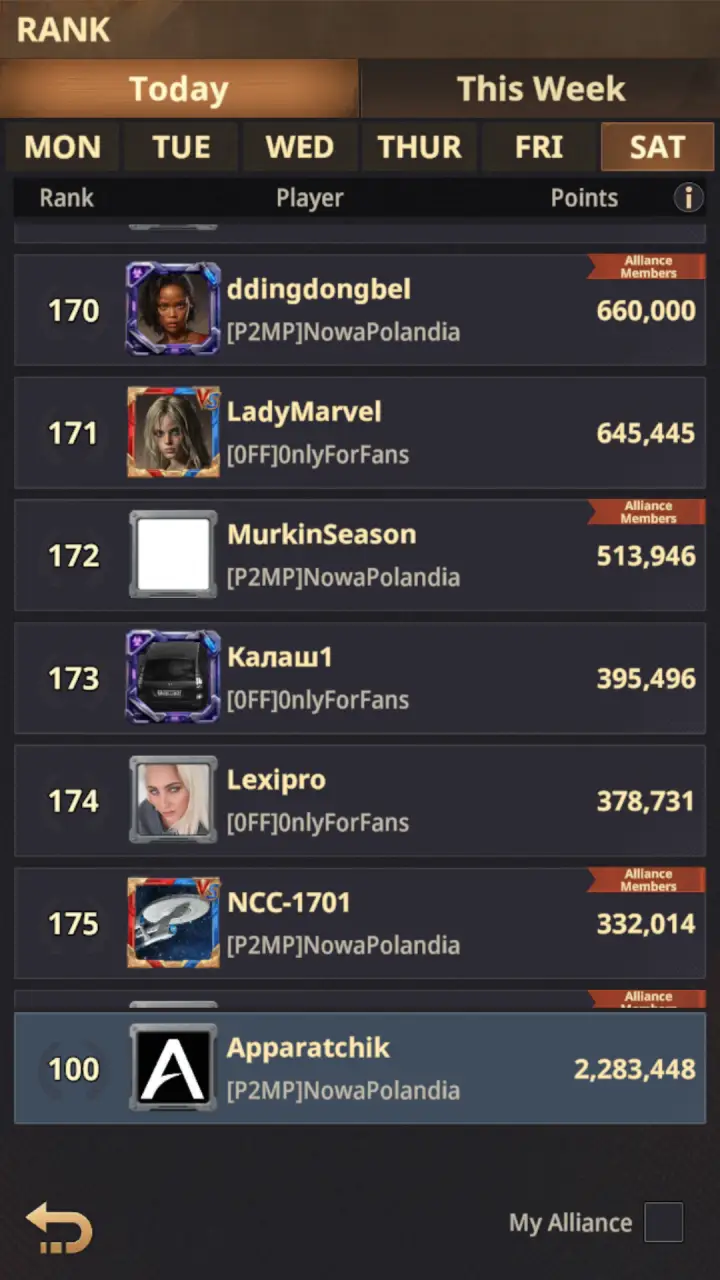 RANK
Today
This Week
MON TUE WED THUR FRI SAT
Rank Player Points
Alliance
Members
170 ddingdongbel 660,000
[P2MP]NowaPolandia
171 LadyMarvel 645,445
[0FF]0nlyForFans
Alliance
Members
172 MurkinSeason 513,946
[P2MP]NowaPolandia
173 Калаш1 395,496
[0FF]0nlyForFans
174 Lexipro 378,731
[0FF]0nlyForFans
Alliance
Members
175 NCC-1701 332,014
[P2MP]NowaPolandia
Alliance
100 Apparatchik 2,283,448
[P2MP]NowaPolandia
My Alliance